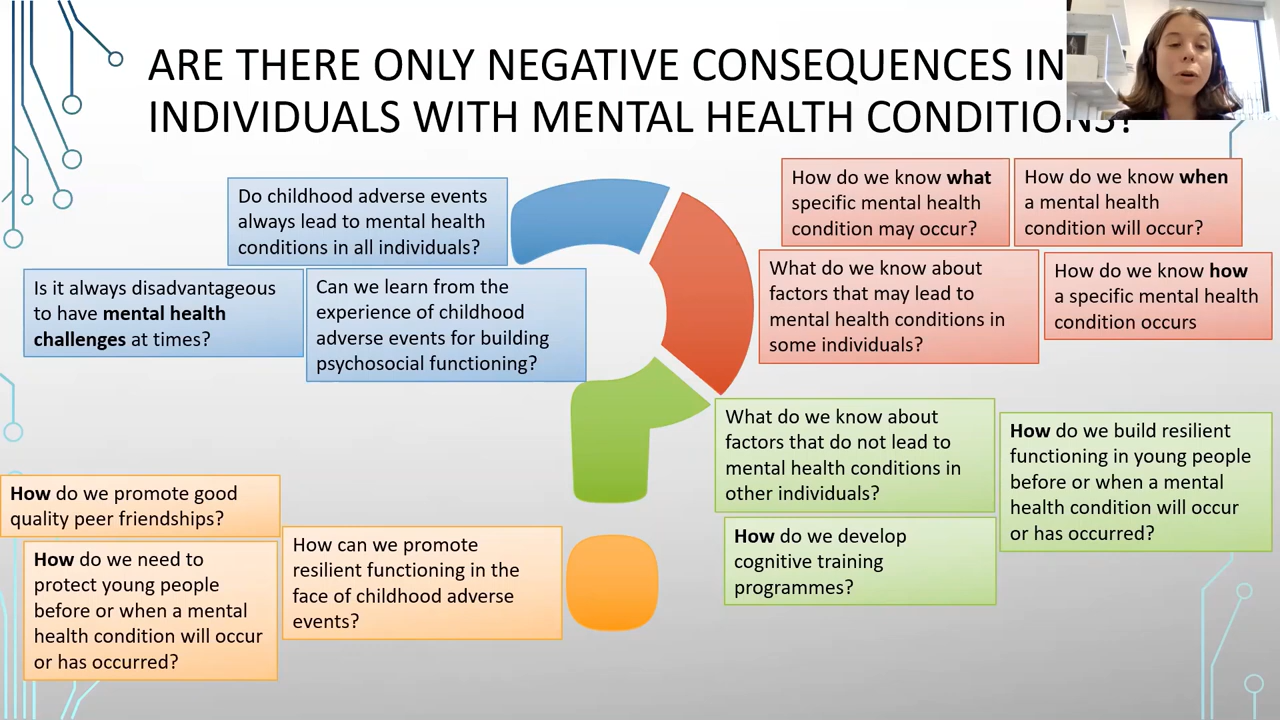 ARE THERE ONLY NEGATIVE CONSEQUENCES IN
INDIVIDUALS WITH MENTAL HEALTH CONDITIONS?
Do childhood adverse events
always lead to mental health
conditions in all individuals?
Is it always disadvantageous
to have mental health
challenges at times?
Can we learn from the
experience of childhood
adverse events for building
psychosocial functioning?
How do we know what
specific mental health
condition may occur?
How do we know when
a mental health
condition will occur?
What do we know about
factors that may lead to
mental health conditions in
some individuals?
How do we know how
a specific mental health
condition occurs
What do we know about
factors that do not lead to
mental health conditions in
other individuals?
How do we build resilient
functioning in young people
before or when a mental
health condition will occur
or has occurred?
How do we develop
cognitive training
programmes?
How do we promote good
quality peer friendships?
How do we need to
protect young people
before or when a mental
health condition will occur
or has occurred?
How can we promote
resilient functioning in the
face of childhood adverse
events?